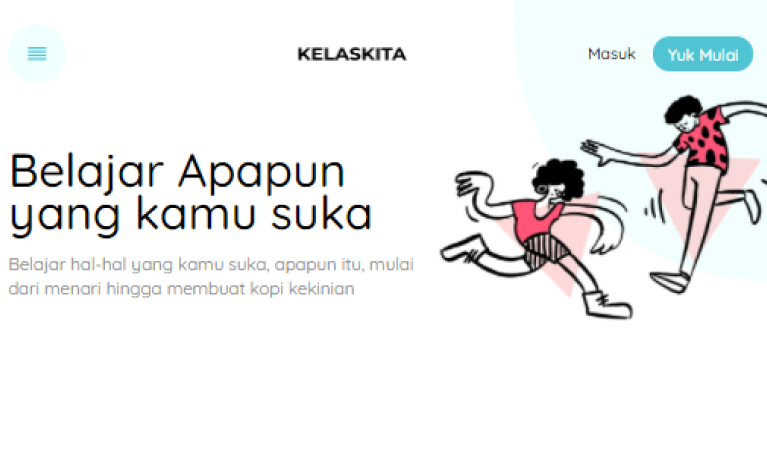 KELASKITA
Masuk
Yuk Mulai
Belajar Apapun
yang kamu suka
Belajar hal-hal yang kamu suka, apapun itu, mulai
dari menari hingga membuat kopi kekinian